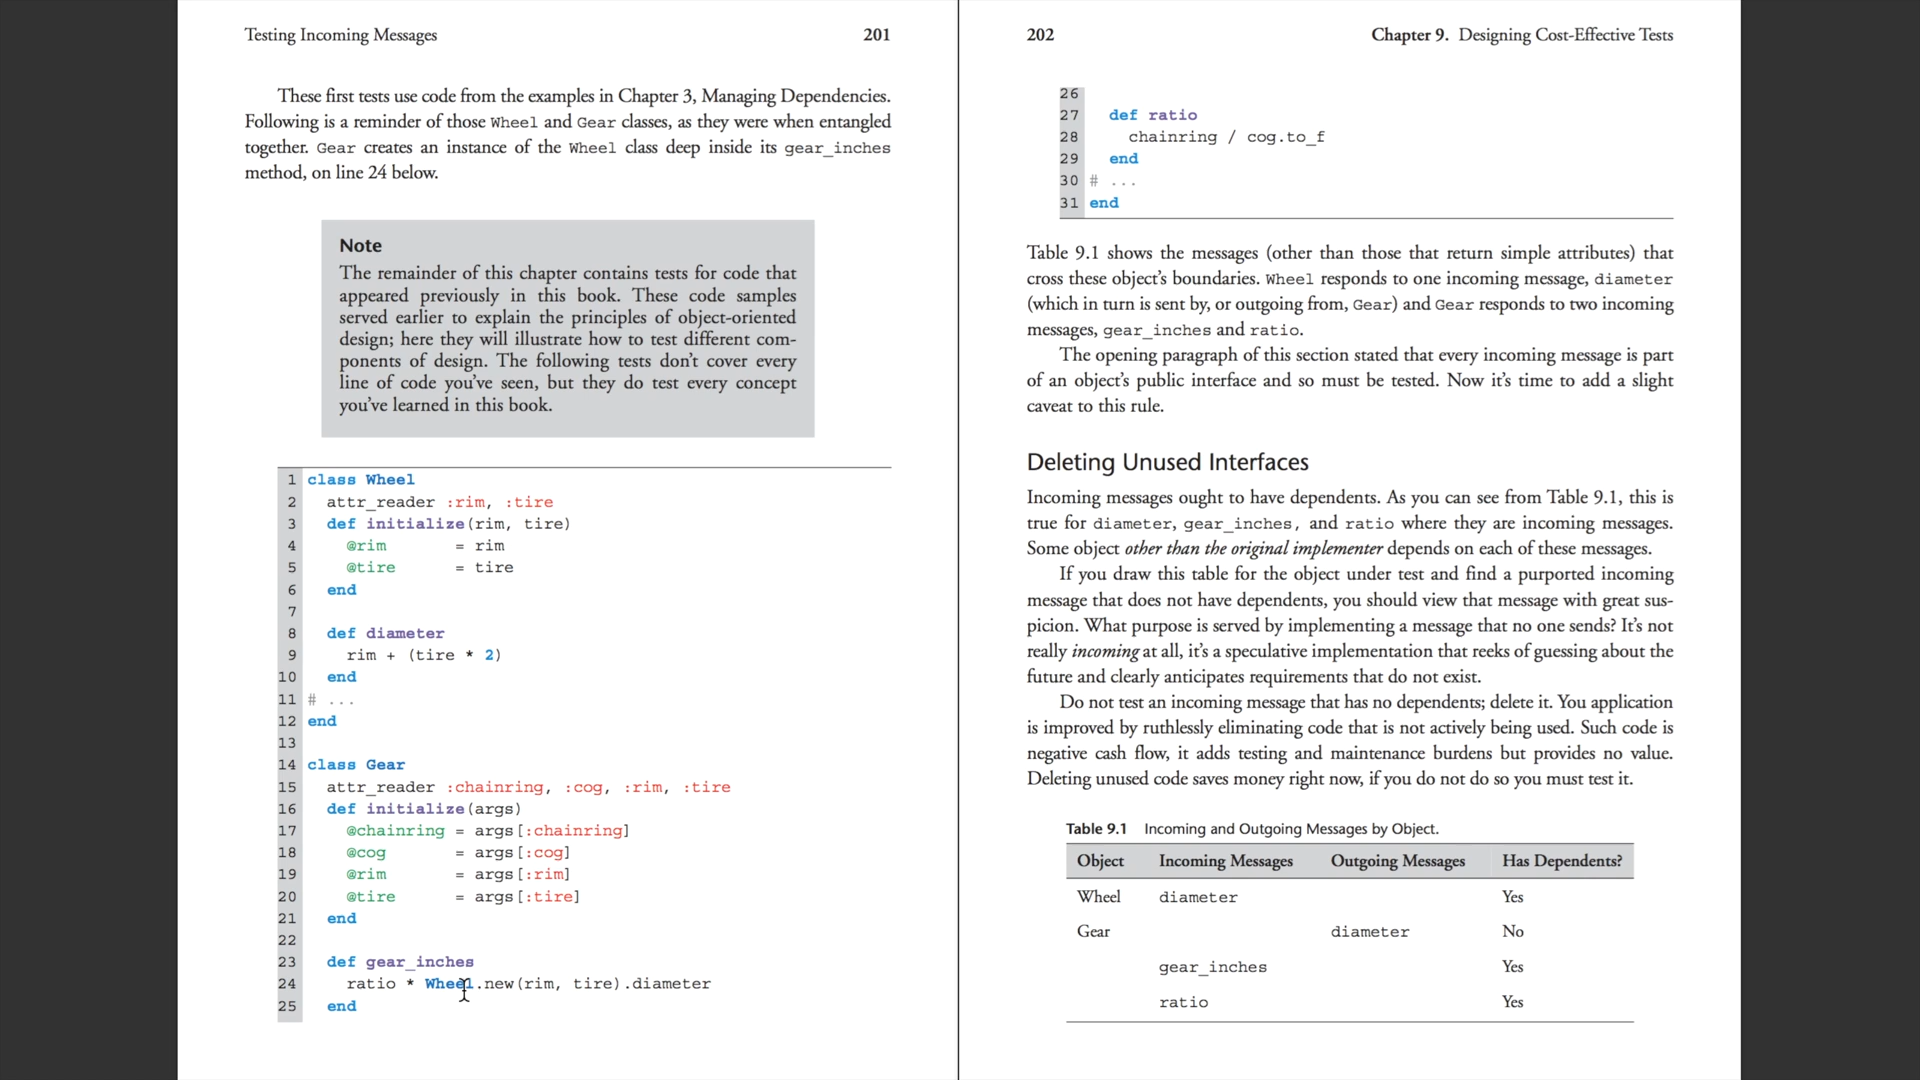 Testing Incoming Messages 201
These first tests use code from the examples in Chapter 3, Managing Dependencies.
Following is a reminder of those Wheel and Gear classes, as they were when entangled
together. Gear creates an instance of the Wheel class deep inside its gear_inches
method, on line 24 below.
Note
The remainder of this chapter contains tests for code that
appeared previously in this book. These code samples
served earlier to explain the principles of object-oriented
design; here they will illustrate how to test different com-
ponents of design. The following tests don't cover every
line of code you've seen, but they do test every concept
you've learned in this book.
1 class Wheel
2   attr_reader :rim, :tire
3   def initialize(rim, tire)
4     @rim       = rim
5     @tire      = tire
6   end
7
8   def diameter
9     rim + (tire * 2)
10   end
11 # ...
12 end
13
14 class Gear
15   attr_reader :chainring, :cog, :rim, :tire
16   def initialize(args)
17     @chainring = args[:chainring]
18     @cog       = args[:cog]
19     @rim       = args[:rim]
20     @tire      = args[:tire]
21   end
22
23   def gear_inches
24     ratio * Wheel.new(rim, tire).diameter
25   end
202 Chapter 9. Designing Cost-Effective Tests
26
27   def ratio
28     chainring / cog.to_f
29   end
30 # ...
31 end
Table 9.1 shows the messages (other than those that return simple attributes) that
cross these object's boundaries. Wheel responds to one incoming message, diameter
(which in turn is sent by, or outgoing from, Gear) and Gear responds to two incoming
messages, gear_inches and ratio.
The opening paragraph of this section stated that every incoming message is part
of an object's public interface and so must be tested. Now it's time to add a slight
caveat to this rule.
Deleting Unused Interfaces
Incoming messages ought to have dependents. As you can see from Table 9.1, this is
true for diameter, gear_inches, and ratio where they are incoming messages.
Some object other than the original implementer depends on each of these messages.
If you draw this table for the object under test and find a purported incoming
message that does not have dependents, you should view that message with great sus-
picion. What purpose is served by implementing a message that no one sends? It's not
really incoming at all, it's a speculative implementation that reeks of guessing about the
future and clearly anticipates requirements that do not exist.
Do not test an incoming message that has no dependents; delete it. You application
is improved by ruthlessly eliminating code that is not actively being used. Such code is
negative cash flow, it adds testing and maintenance burdens but provides no value.
Deleting unused code saves money right now, if you do not do so you must test it.
Table 9.1 Incoming and Outgoing Messages by Object.
Object Incoming Messages Outgoing Messages Has Dependents?
Wheel diameter Yes
Gear diameter No
gear_inches Yes
ratio Yes